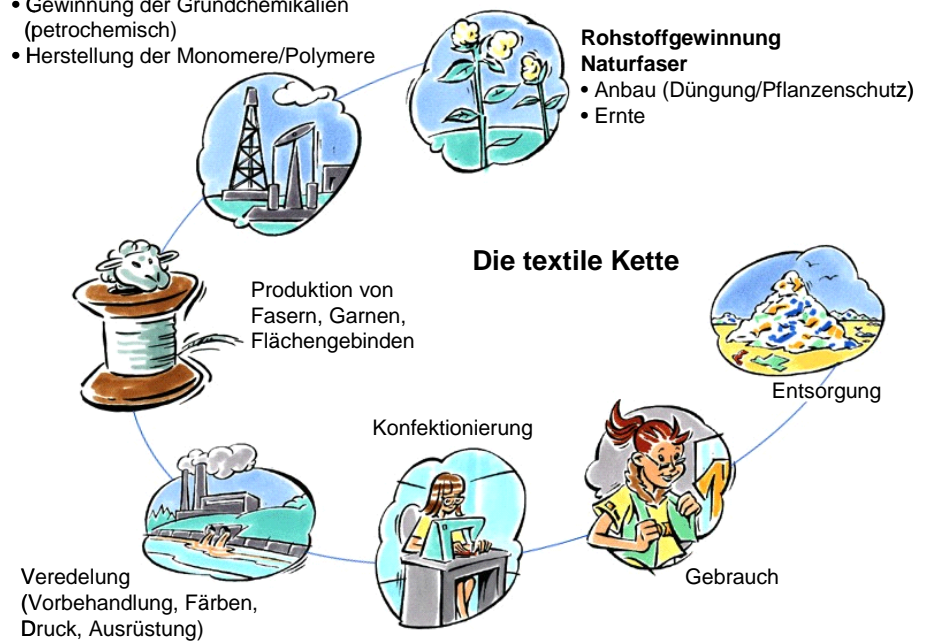 • Gewinnung der Grundchemikalien
(petrochemisch)
• Herstellung der Monomere/Polymere
Rohstoffgewinnung
Naturfaser
• Anbau (Düngung/Pflanzenschutz)
• Ernte
Die textile Kette
Produktion von
Fasern, Garnen,
Flächengebinden
Entsorgung
Konfektionierung
Gebrauch
Veredelung
(Vorbehandlung, Färben,
Druck, Ausrüstung)